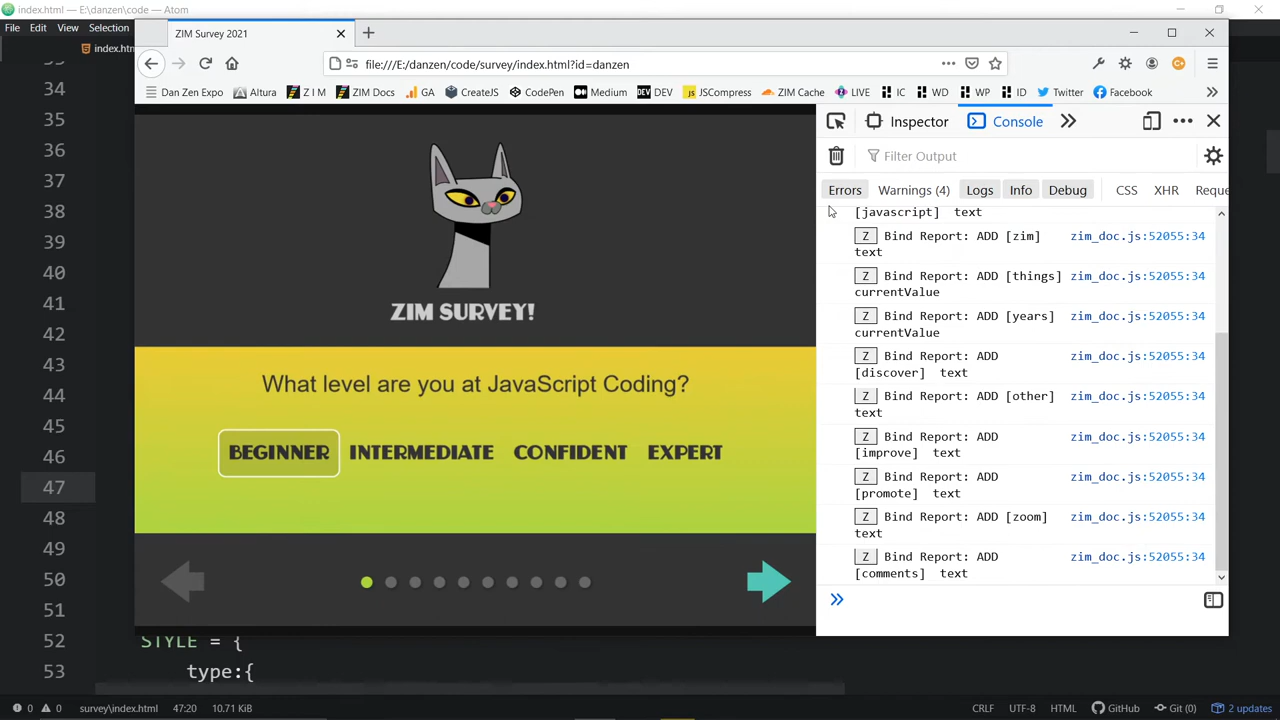 index.html — E:\danzen\code — Atom
File Edit View Selection
index.htm
ZIM Survey 2021
file:///E:/danzen/code/survey/index.html?id=danzen
Dan Zen Expo Altura Z I M ZIM Docs GA CreateJS CodePen Medium DEV JSCompress ZIM Cache LIVE IC WD WP ID Twitter Facebook
Inspector Console
Filter Output
Errors Warnings (4) Logs Info Debug CSS XHR Reque
[javascript] text
Z Bind Report: ADD [zim] zim_doc.js:52055:34
text
Z Bind Report: ADD [things] zim_doc.js:52055:34
currentValue
Z Bind Report: ADD [years] zim_doc.js:52055:34
currentValue
Z Bind Report: ADD zim_doc.js:52055:34
[discover] text
Z Bind Report: ADD [other] zim_doc.js:52055:34
text
Z Bind Report: ADD zim_doc.js:52055:34
[improve] text
Z Bind Report: ADD zim_doc.js:52055:34
[promote] text
Z Bind Report: ADD [zoom] zim_doc.js:52055:34
text
Z Bind Report: ADD zim_doc.js:52055:34
[comments] text
ZIM SURVEY!
What level are you at JavaScript Coding?
BEGINNER INTERMEDIATE CONFIDENT EXPERT
34
35
36
37
38
39
40
41
42
43
44
45
46
47
48
49
50
51
52 STYLE = {
53 type:{
0 0 survey\index.html 47:20 10.71 KiB CRLF UTF-8 HTML GitHub Git (0) 2 updates